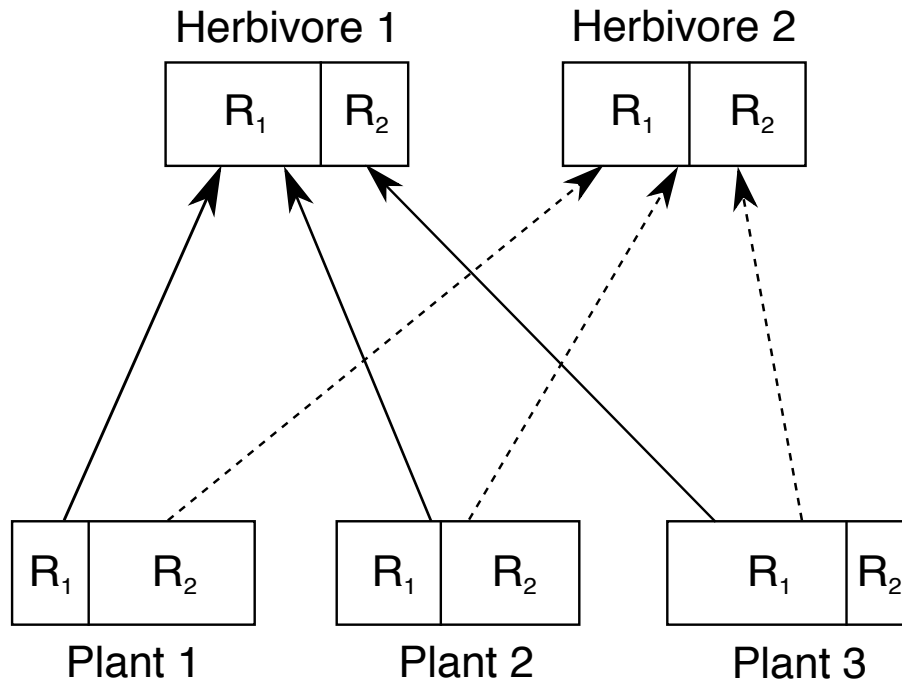 Herbivore 1 Herbivore 2
R₁ R₂ R₁ R₂
R₁ R₂ R₁ R₂ R₁ R₂
Plant 1 Plant 2 Plant 3